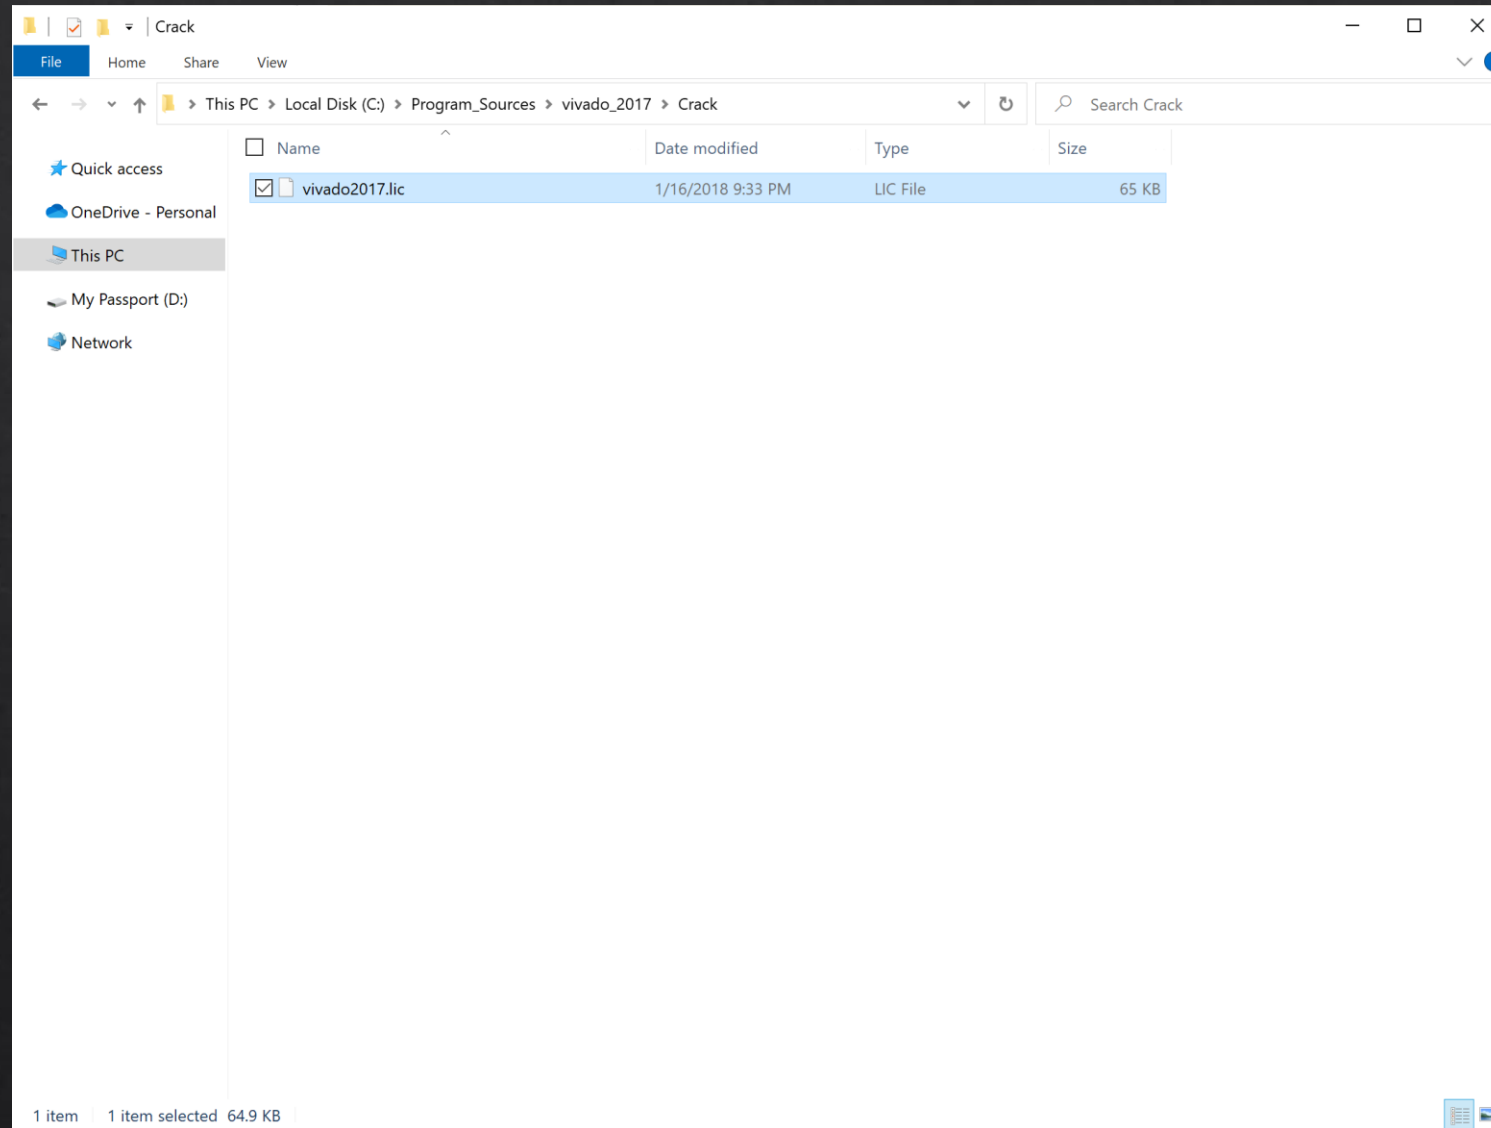 Crack
File Home Share View
This PC Local Disk (C:) Program_Sources vivado_2017 Crack Search Crack
Name Date modified Type Size
vivado2017.lic 1/16/2018 9:33 PM LIC File 65 KB
Quick access
OneDrive - Personal
This PC
My Passport (D:)
Network
1 item 1 item selected 64.9 KB